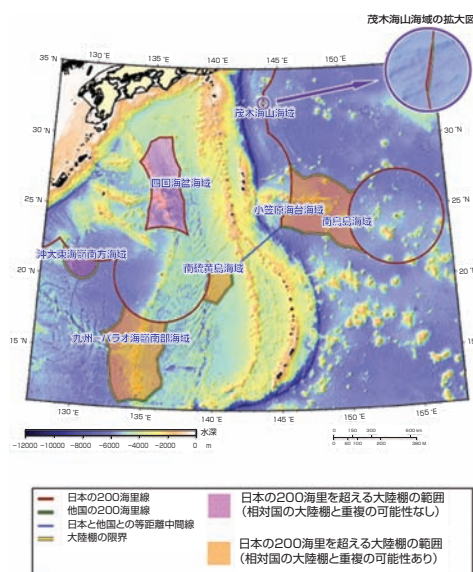 茂木海山海域の拡大図
35°N
140°E
145°E
150°E
35°N
30°N
茂木海山海域
30°N
四国海盆海域
25°N
小笠原海台海域
25°N
南鳥島海域
沖大東海嶺南方海域
南硫黄島海域
20°N
20°N
九州ーパラオ海嶺南部海域
15°N
15°N
130°E
135°E
140°E
145°E
150°E
155°E
水深
-12000 -10000 -8000 -6000 -4000 -2000 0 m
日本の200海里線
他国の200海里線
日本と他国との等距離中間線
大陸棚の限界
日本の200海里を超える大陸棚の範囲
(相対国の大陸棚と重複の可能性なし)
日本の200海里を超える大陸棚の範囲
(相対国の大陸棚と重複の可能性あり)